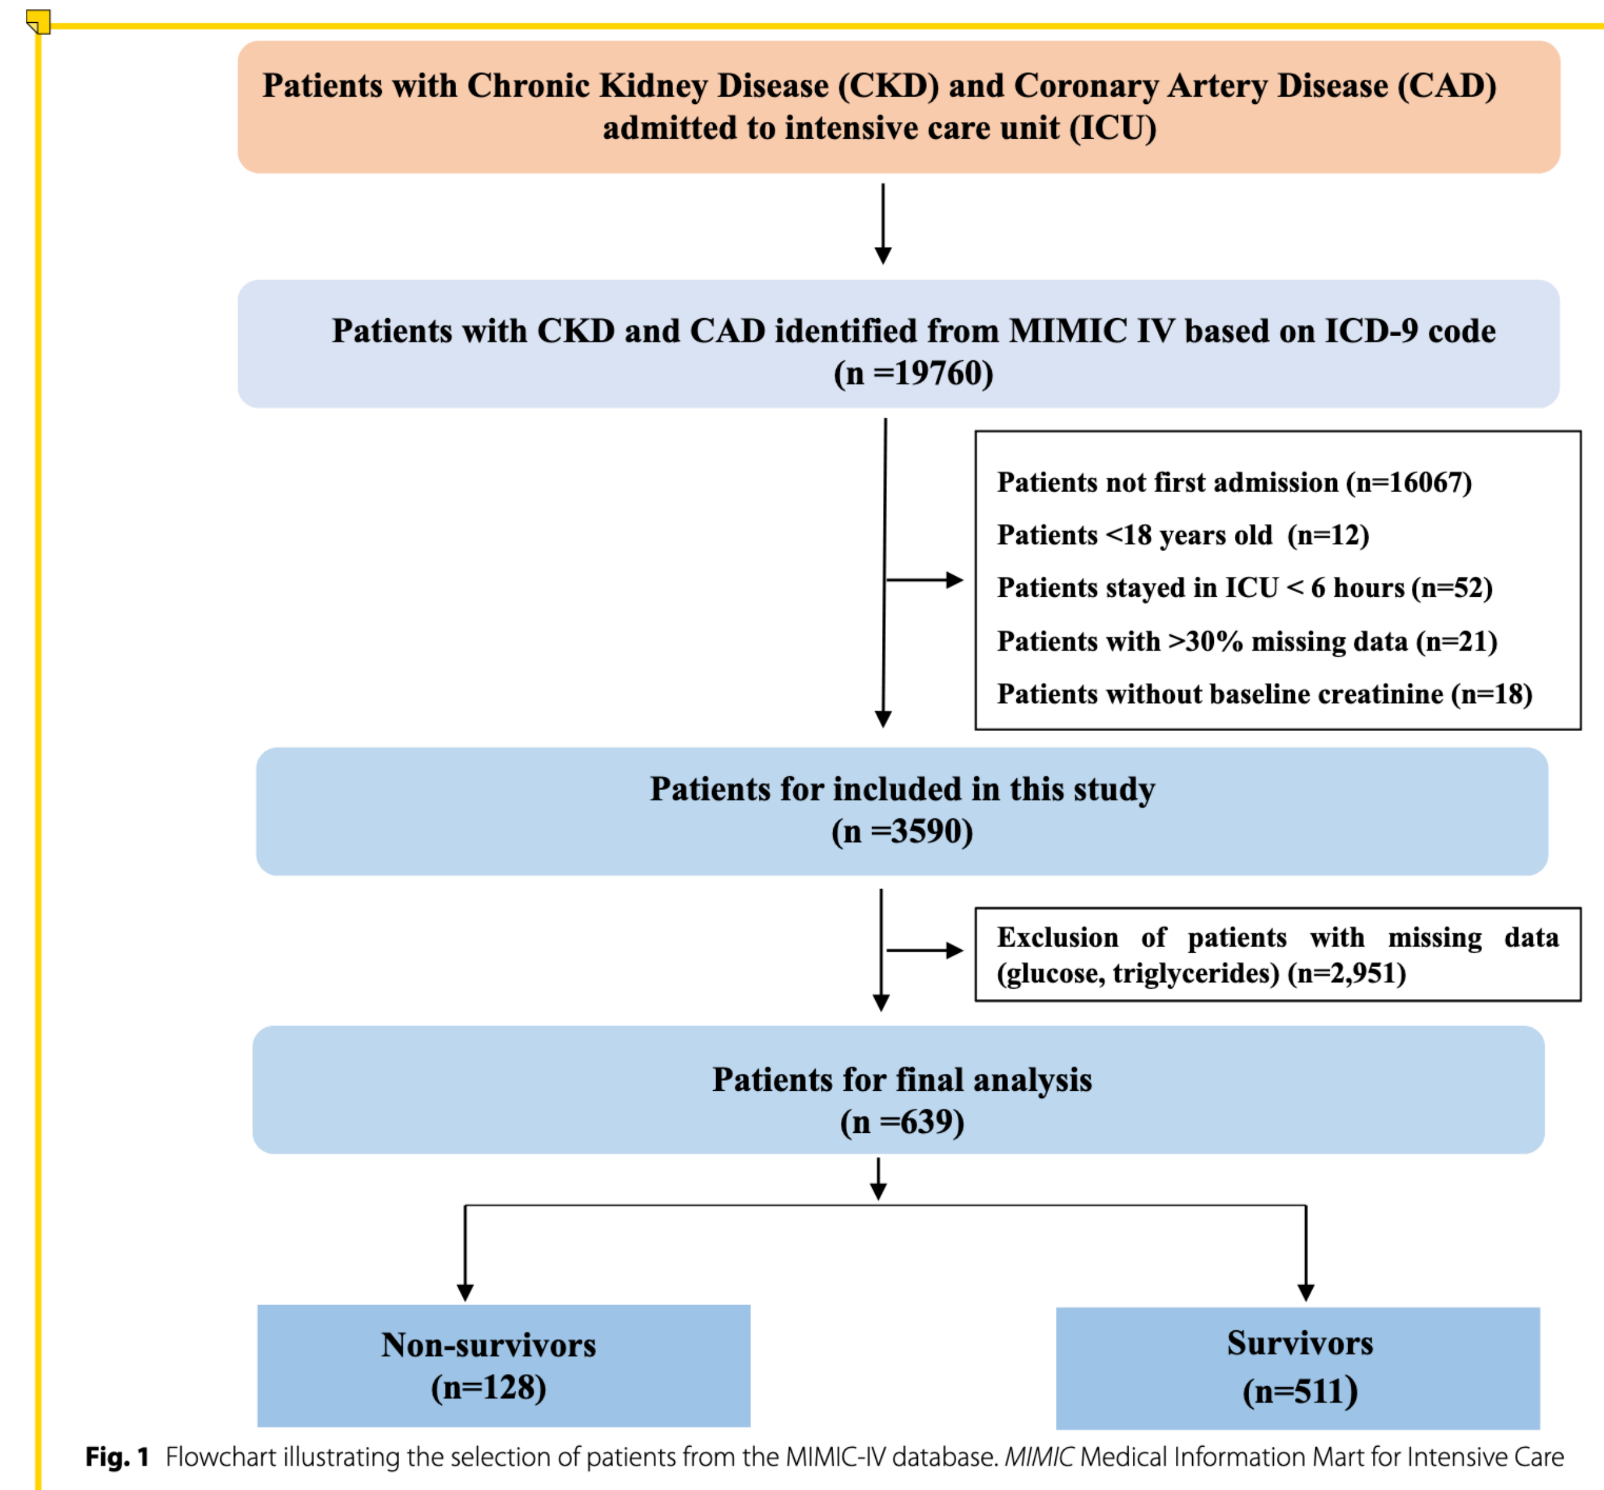 Patients with Chronic Kidney Disease (CKD) and Coronary Artery Disease (CAD)
admitted to intensive care unit (ICU)
Patients with CKD and CAD identified from MIMIC IV based on ICD-9 code
(n =19760)
Patients not first admission (n=16067)
Patients <18 years old (n=12)
Patients stayed in ICU < 6 hours (n=52)
Patients with >30% missing data (n=21)
Patients without baseline creatinine (n=18)
Patients for included in this study
(n =3590)
Exclusion of patients with missing data
(glucose, triglycerides) (n=2,951)
Patients for final analysis
(n =639)
Non-survivors
(n=128)
Survivors
(n=511)
Fig. 1 Flowchart illustrating the selection of patients from the MIMIC-IV database. MIMIC Medical Information Mart for Intensive Care